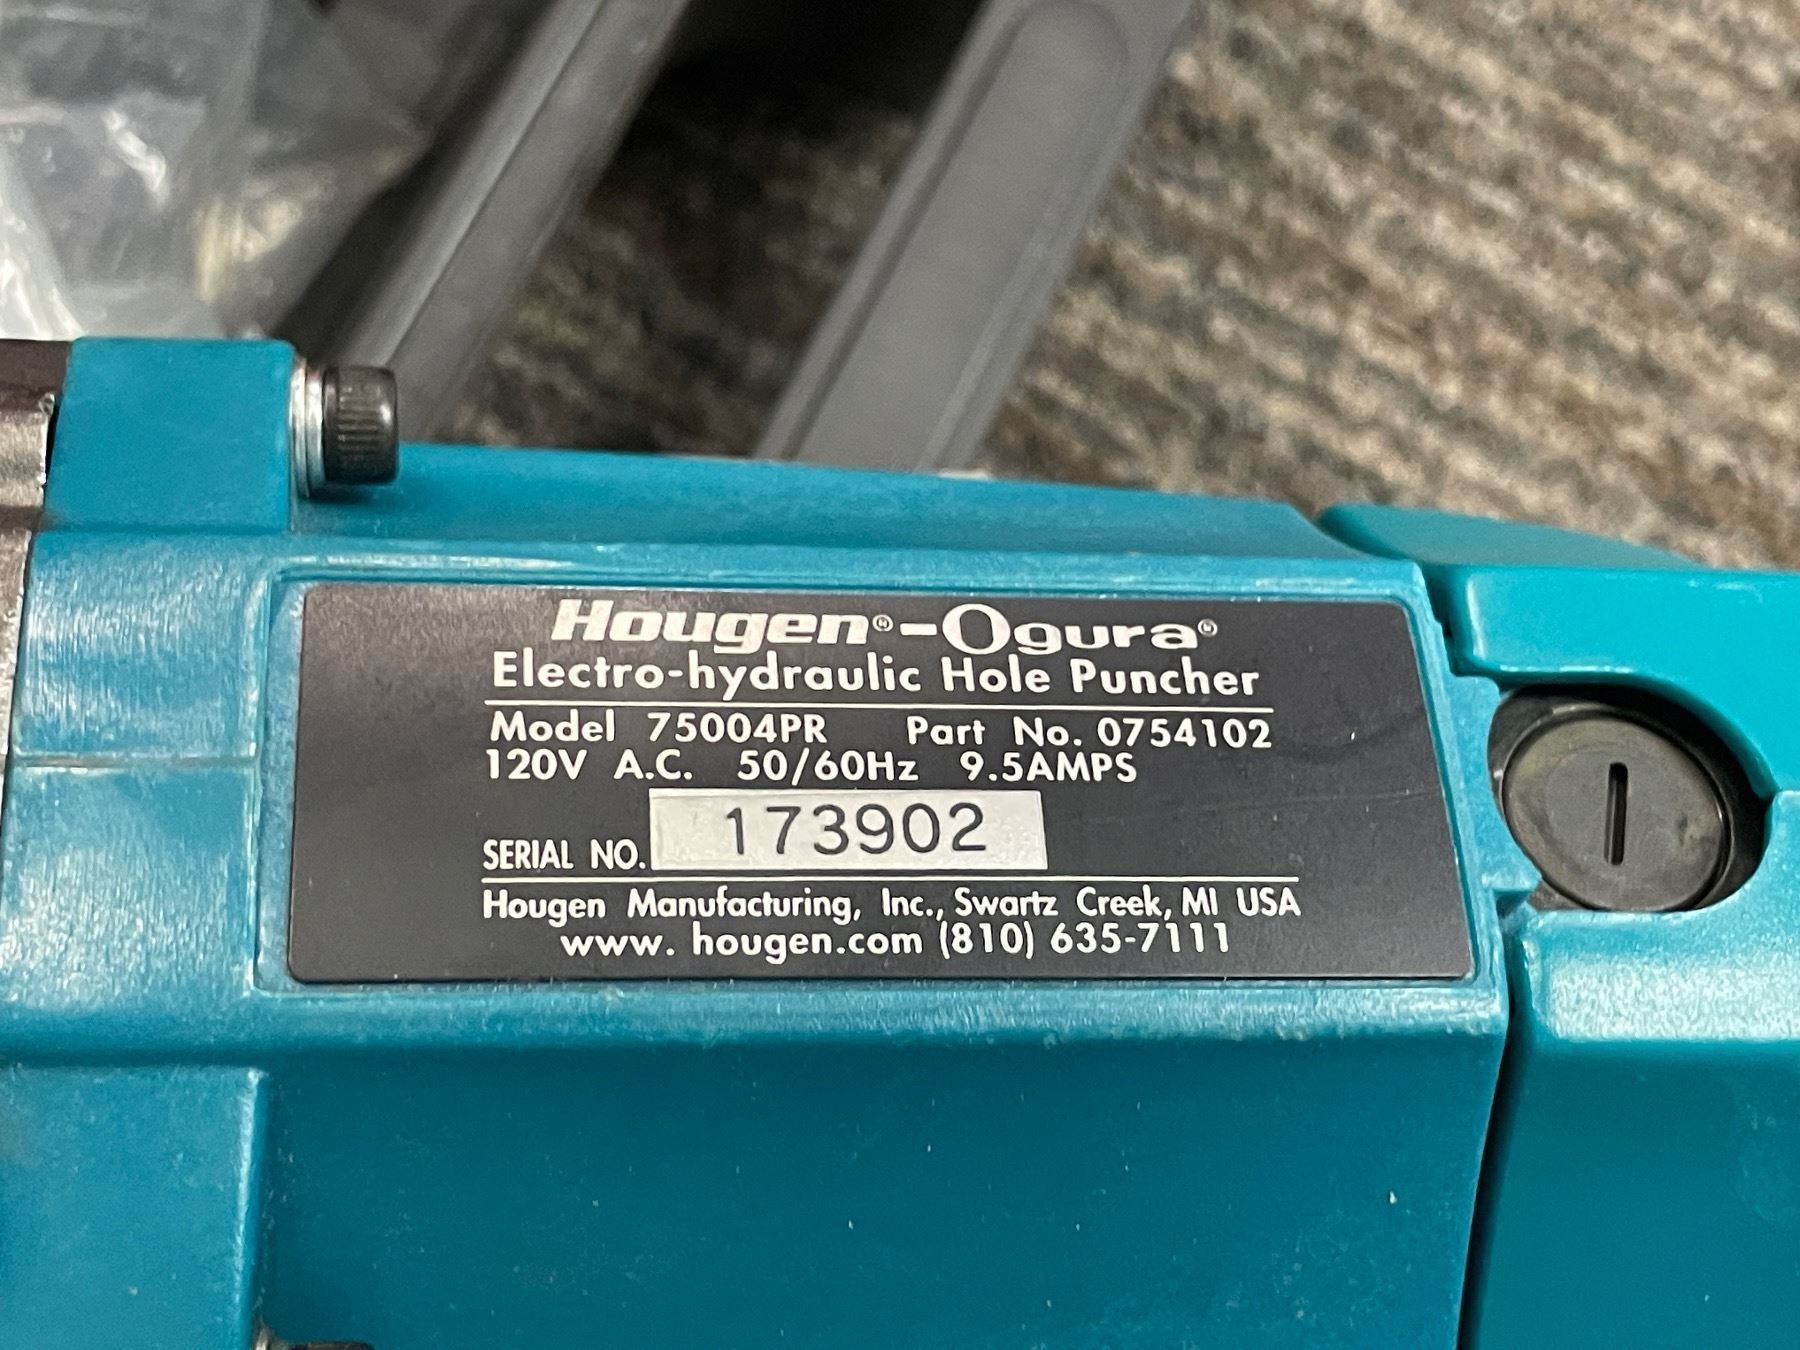 Hougen®-Ogura®
Electro-hydraulic Hole Puncher
Model 75004PR Part No. 0754102
120V A.C. 50/60Hz 9.5AMPS
SERIAL NO. 173902
Hougen Manufacturing, Inc., Swartz Creek, MI USA
www. hougen.com (810) 635-7111